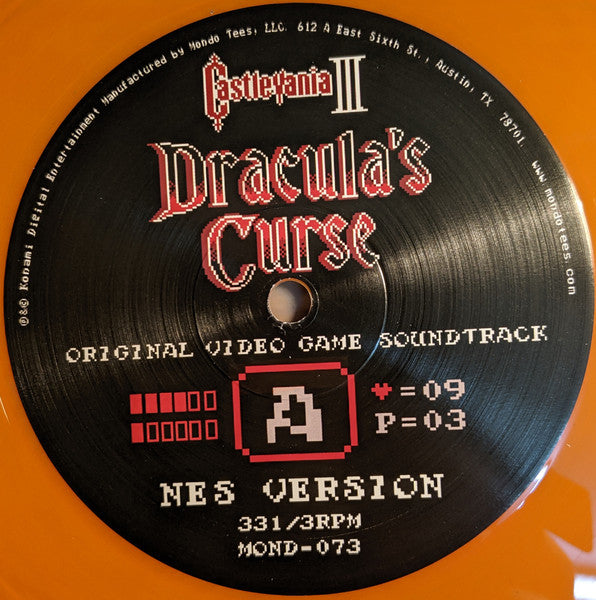 ℗&© Konami Digital Entertainment Manufactured by Mondo Tees, LLC. 612 A East Sixth St., Austin, TX 78701. www.mondotees.com
Castlevania III
Dracula's
Curse
ORIGINAL VIDEO GAME SOUNDTRACK
A
♥=09
P=03
NES VERSION
331/3RPM
MOND-073